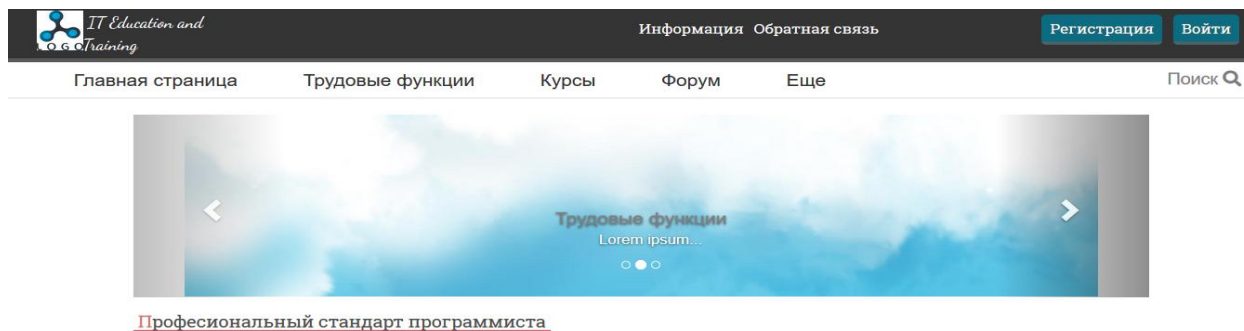 IT Education and
Training
LOGO
Информация Обратная связь
Регистрация Войти
Главная страница Трудовые функции Курсы Форум Еще
Поиск
Трудовые функции
Lorem ipsum...
Професиональный стандарт программиста